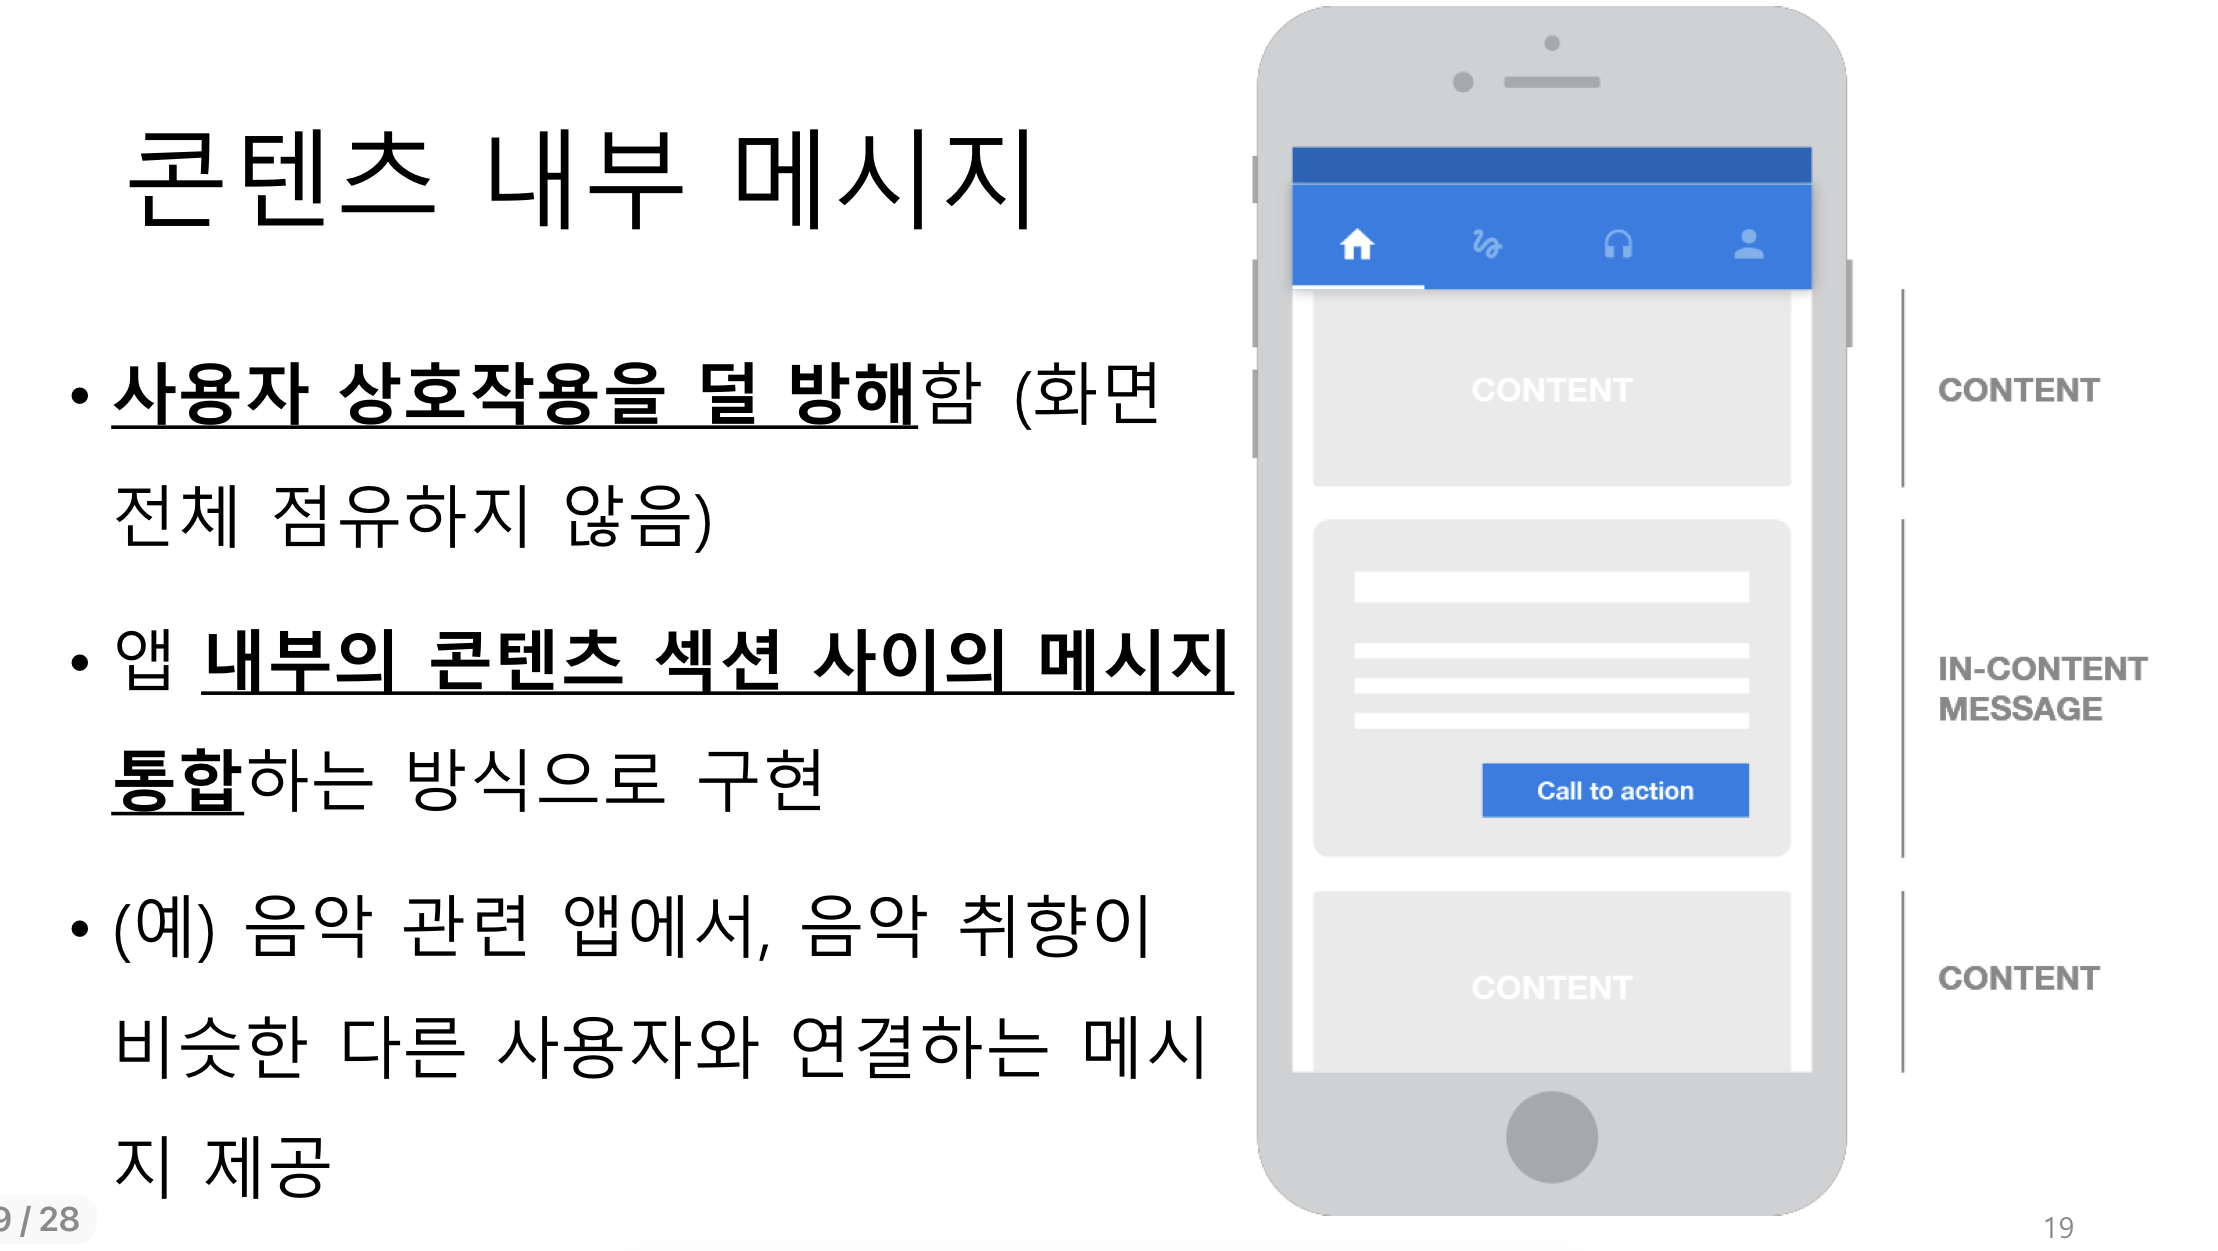 콘텐츠 내부 메시지
• 사용자 상호작용을 덜 방해함 (화면
전체 점유하지 않음)
• 앱 내부의 콘텐츠 섹션 사이의 메시지
통합하는 방식으로 구현
• (예) 음악 관련 앱에서, 음악 취향이
비슷한 다른 사용자와 연결하는 메시
지 제공
CONTENT
CONTENT
IN-CONTENT
MESSAGE
Call to action
CONTENT
CONTENT
9 / 28
19